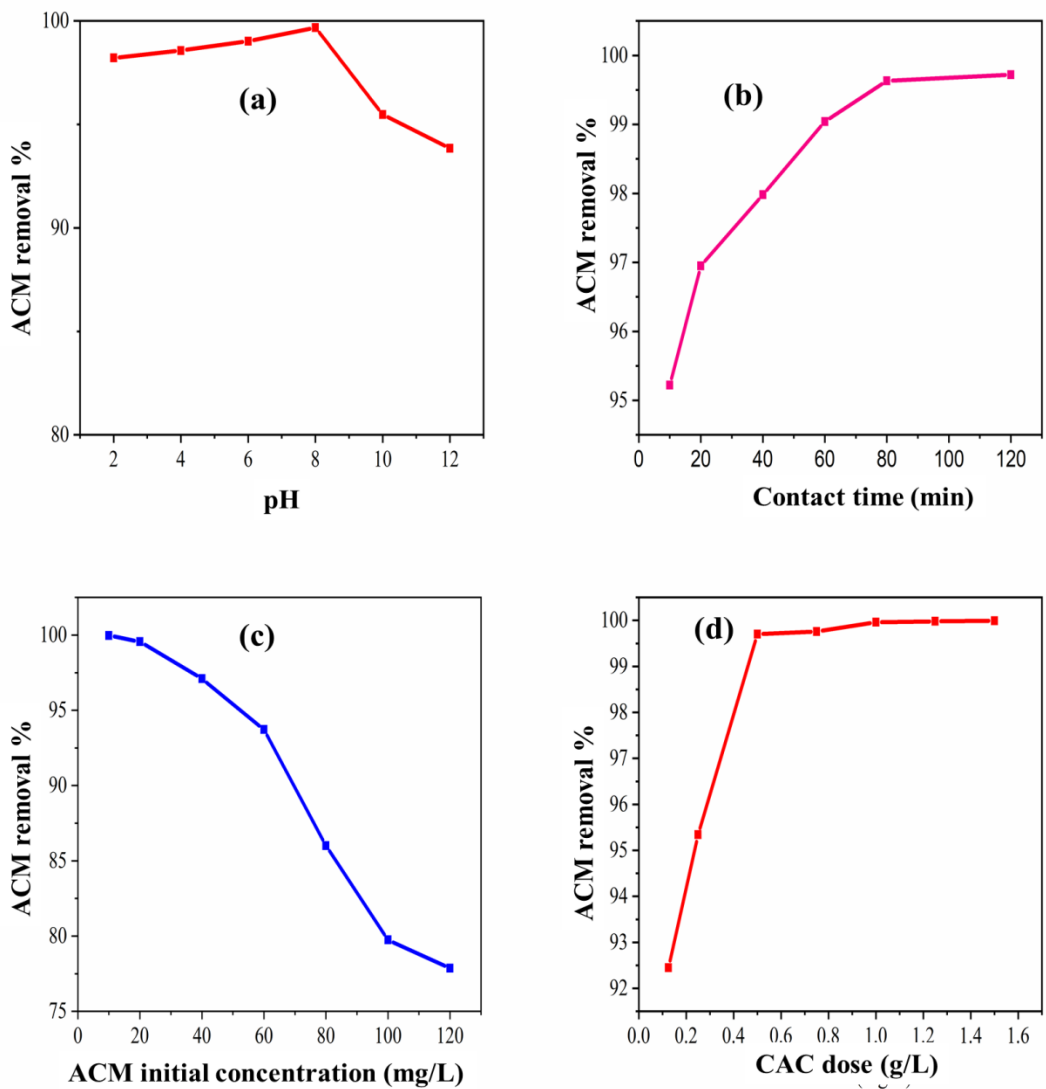 100
90
80
ACM removal %
(a)
2 4 6 8 10 12
pH
100
99
98
97
96
95
ACM removal %
(b)
0 20 40 60 80 100 120
Contact time (min)
100
95
90
85
80
75
ACM removal %
(c)
0 20 40 60 80 100 120
ACM initial concentration (mg/L)
100
99
98
97
96
95
94
93
92
ACM removal %
(d)
0.0 0.2 0.4 0.6 0.8 1.0 1.2 1.4 1.6
CAC dose (g/L)